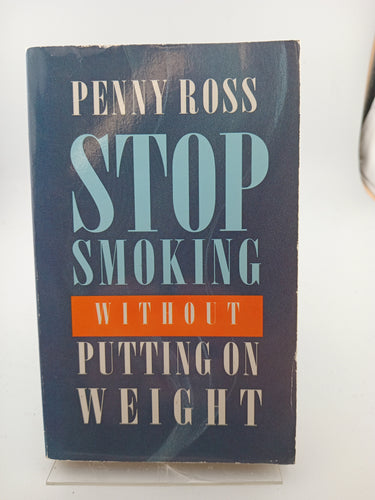 PENNY ROSS
STOP
SMOKING
WITHOUT
PUTTING ON
WEIGHT